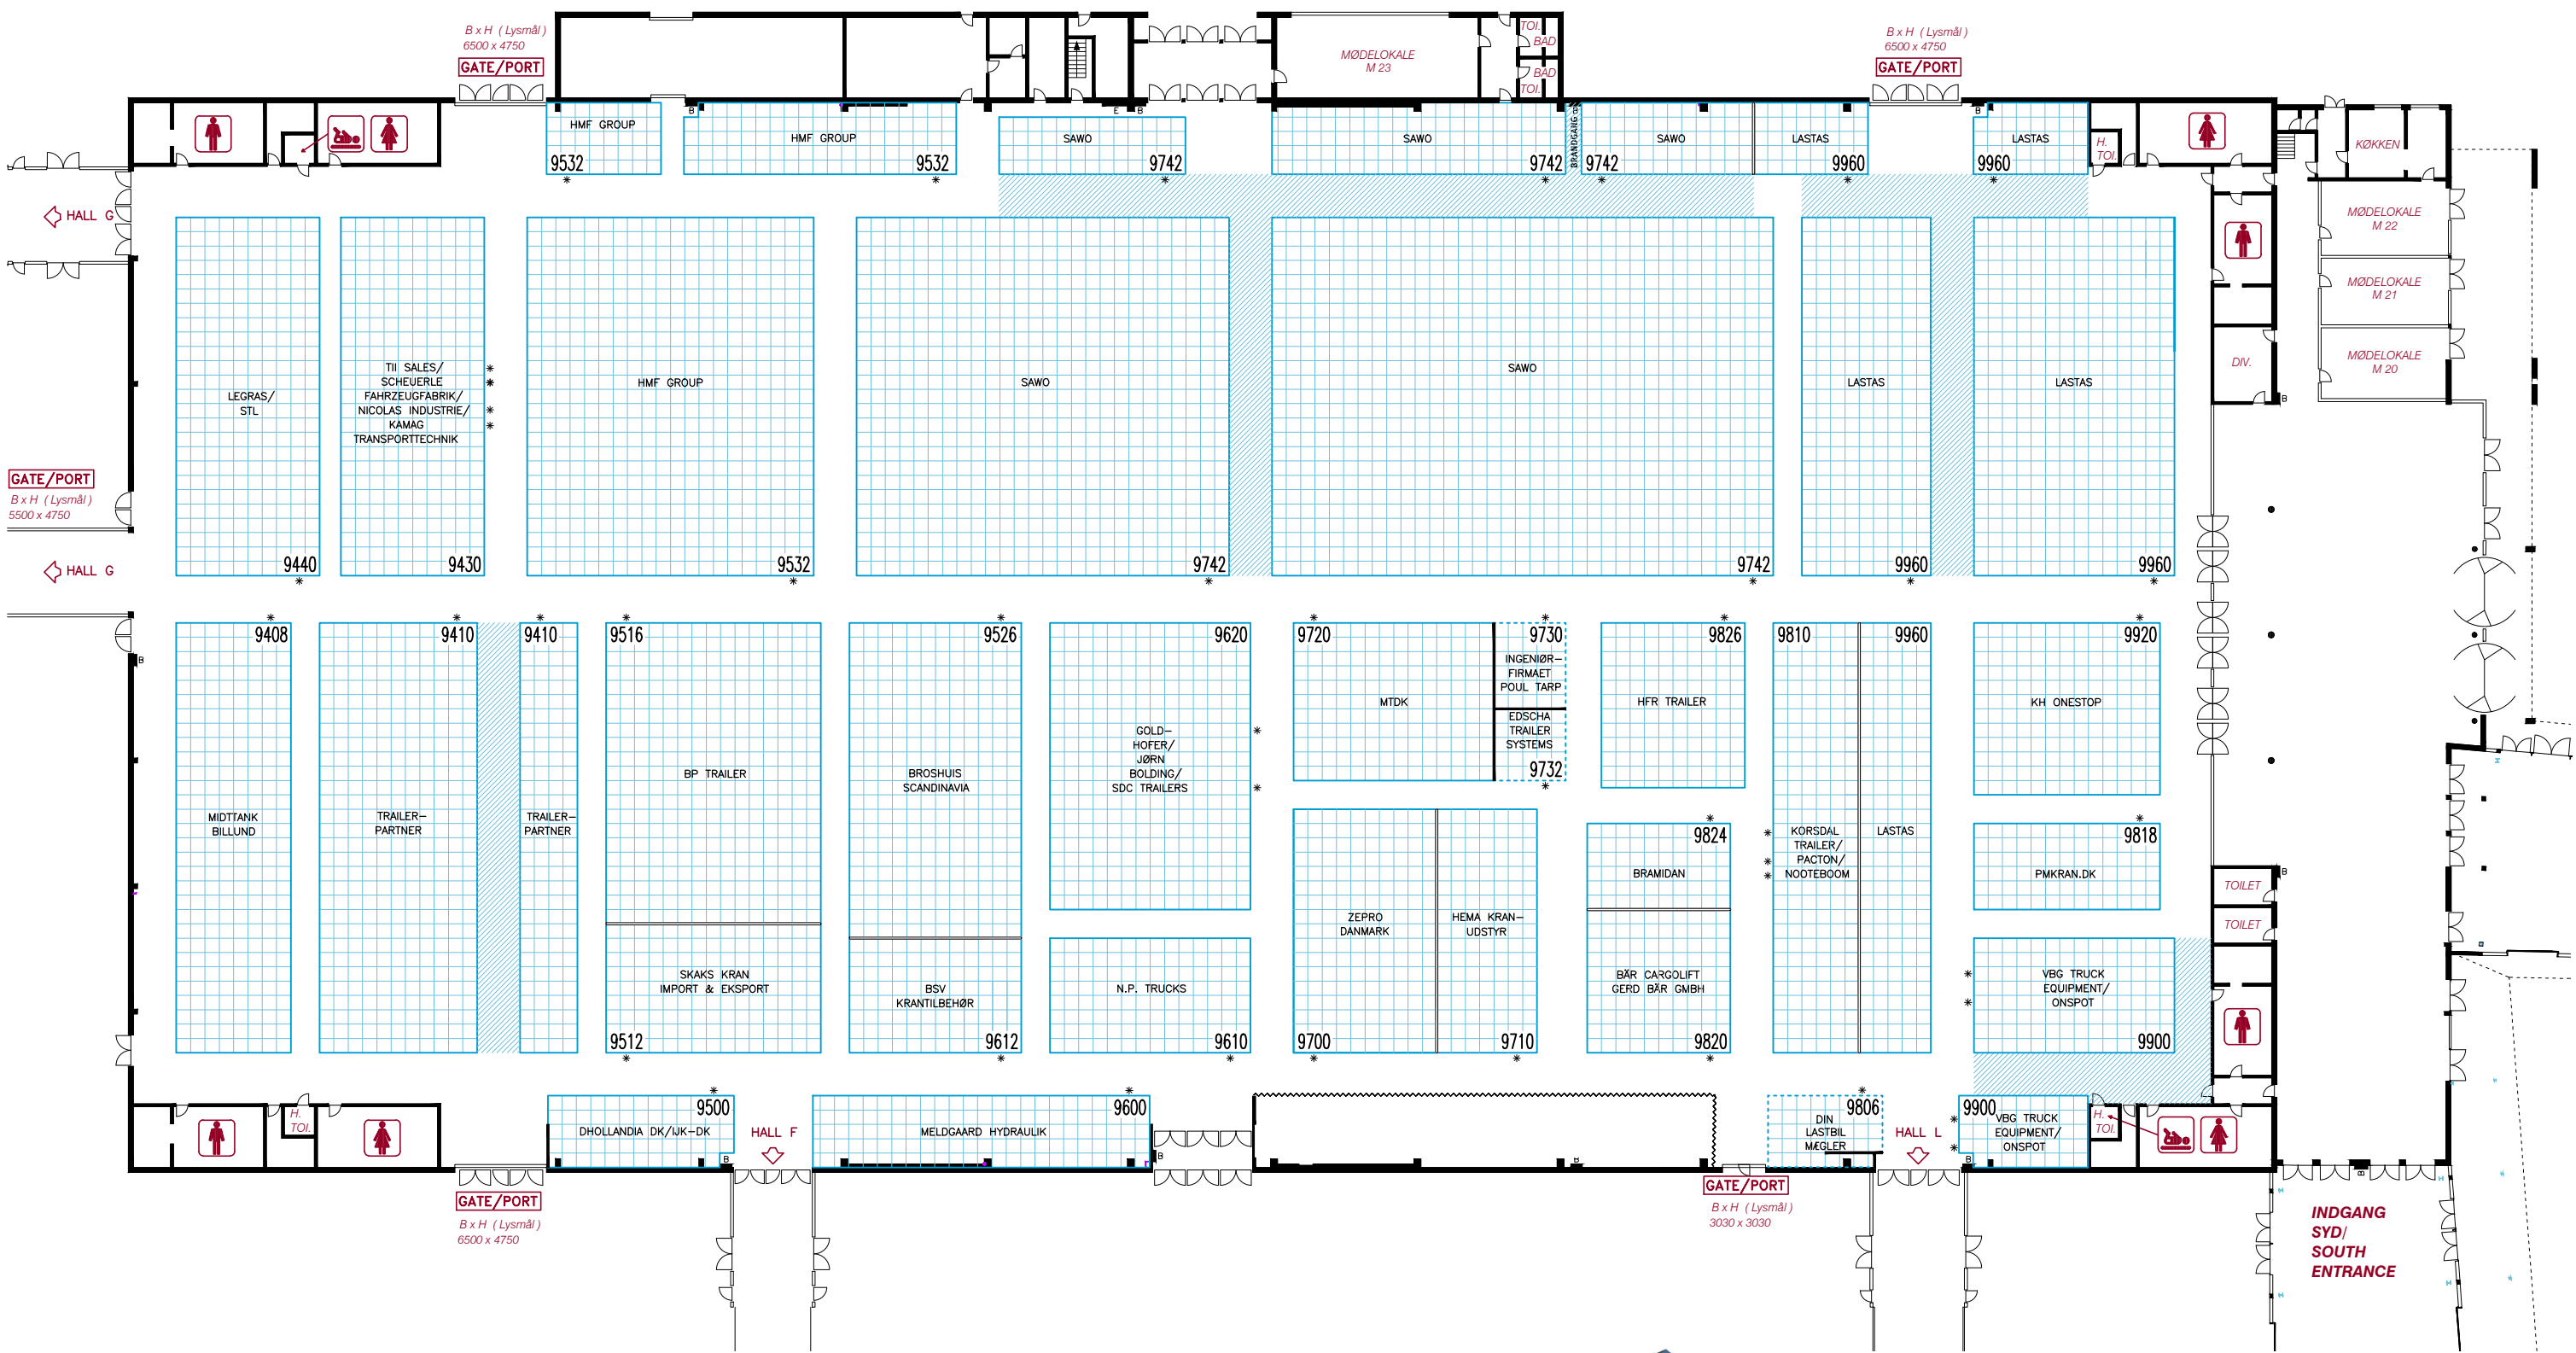 B x H ( Lysmål )
6500 x 4750
GATE/PORT
MØDELOKALE
M 23
TOI.
BAD
BAD
TOI.
B x H ( Lysmål )
6500 x 4750
GATE/PORT
HMF GROUP
9532
B
HMF GROUP
9532
E B
SAWO
9742
SAWO
9742
BRANDGANG
B
SAWO
9742
LASTAS
9960
B
LASTAS
9960
H.
TOI.
KØKKEN
HALL G
MØDELOKALE
M 22
MØDELOKALE
M 21
MØDELOKALE
M 20
DIV.
B
LEGRAS/
STL
9440
TII SALES/
SCHEUERLE
FAHRZEUGFABRIK/
NICOLAS INDUSTRIE/
KAMAG
TRANSPORTTECHNIK
9430
HMF GROUP
9532
SAWO
9742
SAWO
9742
LASTAS
9960
LASTAS
9960
GATE/PORT
B x H ( Lysmål )
5500 x 4750
HALL G
B
9408
MIDTTANK
BILLUND
9410
TRAILER-
PARTNER
9410
TRAILER-
PARTNER
9516
BP TRAILER
SKAKS KRAN
IMPORT & EKSPORT
9512
9526
BROSHUIS
SCANDINAVIA
BSV
KRANTILBEHØR
9612
9620
GOLD-
HOFER/
JØRN
BOLDING/
SDC TRAILERS
N.P. TRUCKS
9610
9720
MTDK
9730
INGENIØR-
FIRMAET
POUL TARP
EDSCHA
TRAILER
SYSTEMS
9732
ZEPRO
DANMARK
9700
HEMA KRAN-
UDSTYR
9710
9826
HFR TRAILER
9824
BRAMIDAN
BÄR CARGOLIFT
GERD BÄR GMBH
9820
9810
KORSDAL
TRAILER/
PACTON/
NOOTEBOOM
9960
LASTAS
9920
KH ONESTOP
9818
PMKRAN.DK
VBG TRUCK
EQUIPMENT/
ONSPOT
9900
B
TOILET
TOILET
H.
TOI.
9500
DHOLLANDIA DK/IJK-DK
B
HALL F
9600
MELDGAARD HYDRAULIK
B
9806
DIN
LASTBIL
MÆGLER
HALL L
9900
VBG TRUCK
EQUIPMENT/
ONSPOT
B
H.
TOI.
B
GATE/PORT
B x H ( Lysmål )
6500 x 4750
GATE/PORT
B x H ( Lysmål )
3030 x 3030
INDGANG
SYD/
SOUTH
ENTRANCE